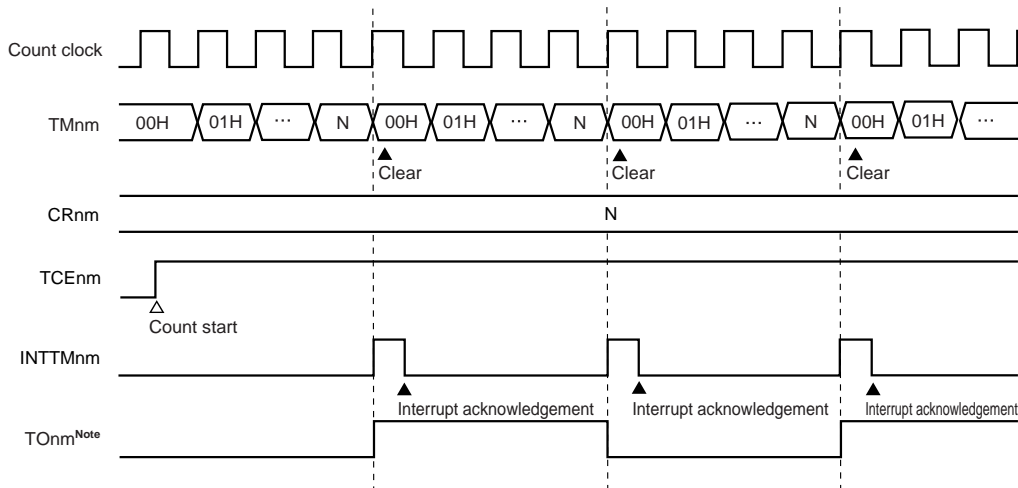 Count clock
TMnm 00H 01H ... N 00H 01H ... N 00H 01H ... N 00H 01H ...
Clear Clear Clear
CRnm N
TCEnm
Count start
INTTMnm
Interrupt acknowledgement Interrupt acknowledgement Interrupt acknowledgement
TOnmNote